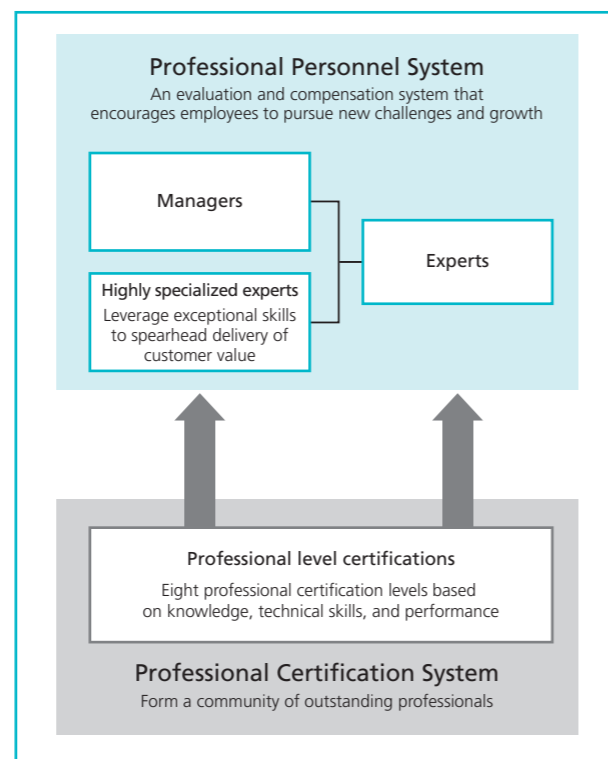 Professional Personnel System
An evaluation and compensation system that
encourages employees to pursue new challenges and growth
Managers
Experts
Highly specialized experts
Leverage exceptional skills
to spearhead delivery of
customer value
Professional level certifications
Eight professional certification levels based
on knowledge, technical skills, and performance
Professional Certification System
Form a community of outstanding professionals